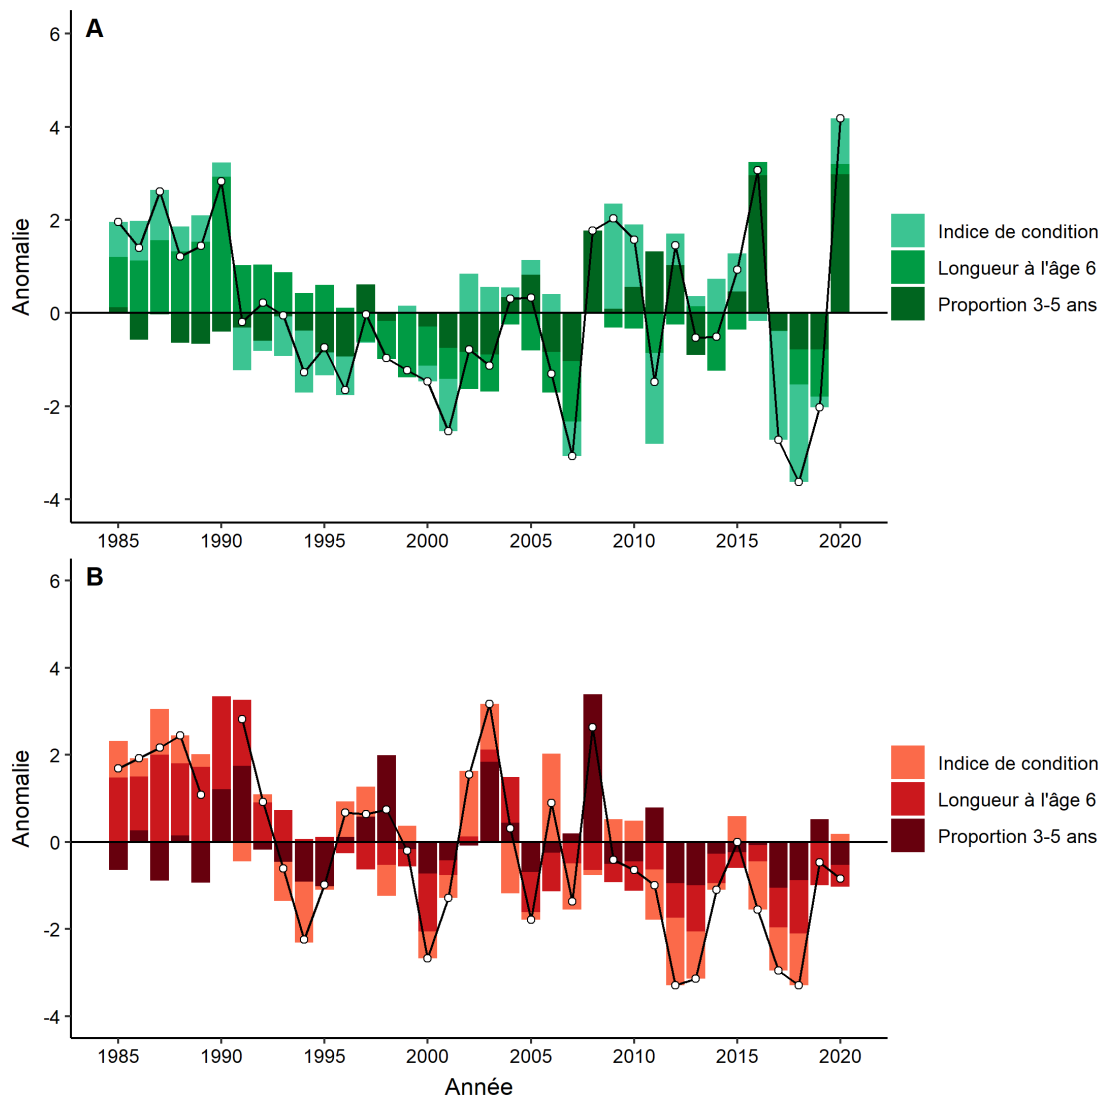 A
6
4
2
0
-2
-4
Anomalie
1985 1990 1995 2000 2005 2010 2015 2020
Indice de condition
Longueur à l'âge 6
Proportion 3-5 ans
B
6
4
2
0
-2
-4
Anomalie
1985 1990 1995 2000 2005 2010 2015 2020
Année
Indice de condition
Longueur à l'âge 6
Proportion 3-5 ans